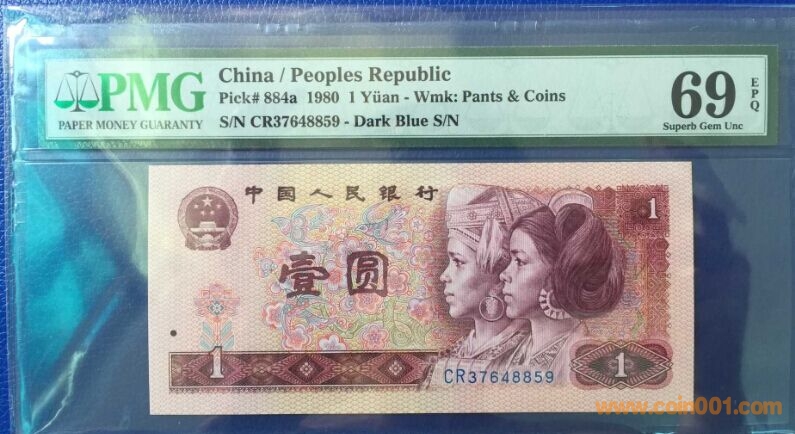 PMG
PAPER MONEY GUARANTY
China / Peoples Republic
Pick# 884a 1980 1 Yüan - Wmk: Pants & Coins
S/N CR37648859 - Dark Blue S/N
69
EPQ
Superb Gem Unc
中国人民银行
1
壹圆
1
CR37648859
1
www.coin001.com